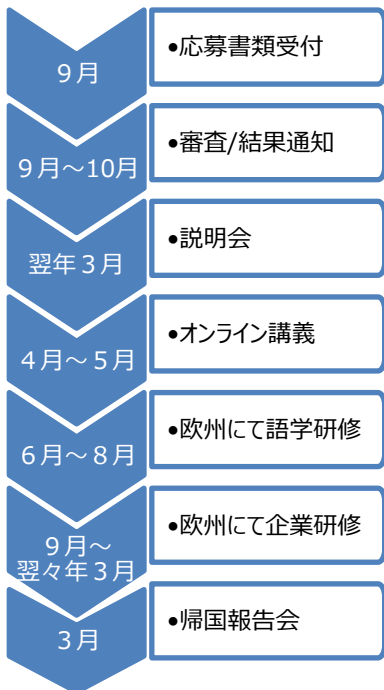 ９月
•応募書類受付
９月～10月
•審査/結果通知
翌年３月
•説明会
４月～５月
•オンライン講義
６月～８月
•欧州にて語学研修
９月～
翌々年３月
•欧州にて企業研修
３月
•帰国報告会